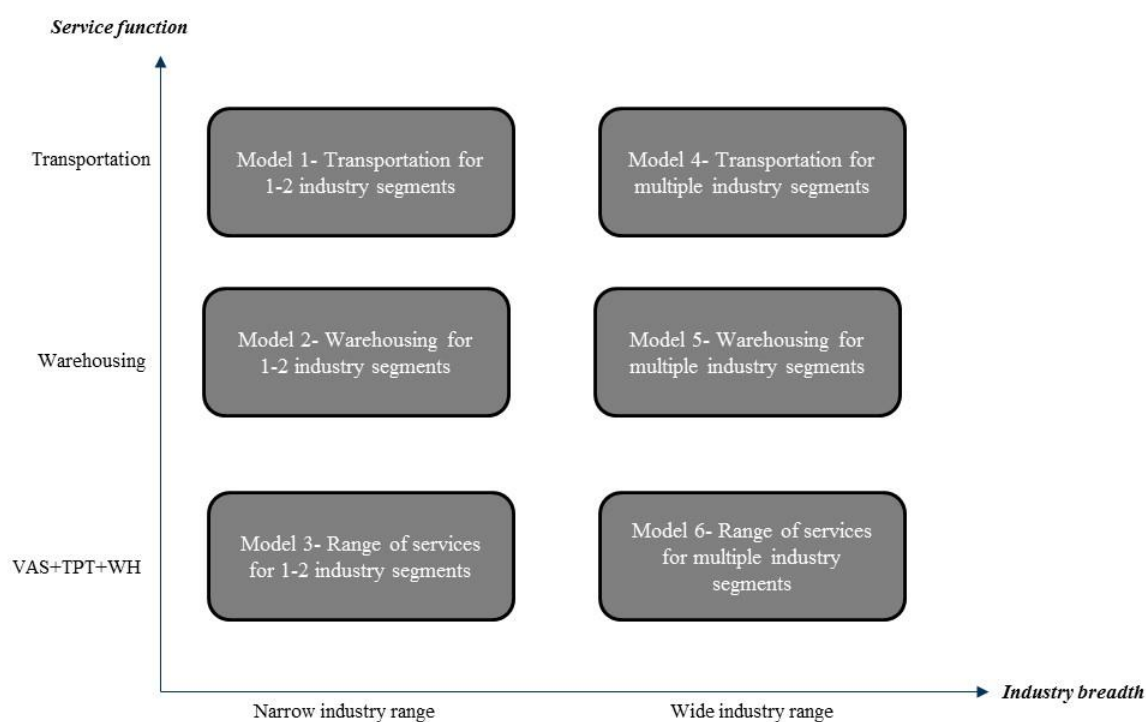 Service function
Transportation
Model 1- Transportation for
1-2 industry segments
Model 4- Transportation for
multiple industry segments
Warehousing
Model 2- Warehousing for
1-2 industry segments
Model 5- Warehousing for
multiple industry segments
VAS+TPT+WH
Model 3- Range of services
for 1-2 industry segments
Model 6- Range of services
for multiple industry
segments
Industry breadth
Narrow industry range
Wide industry range